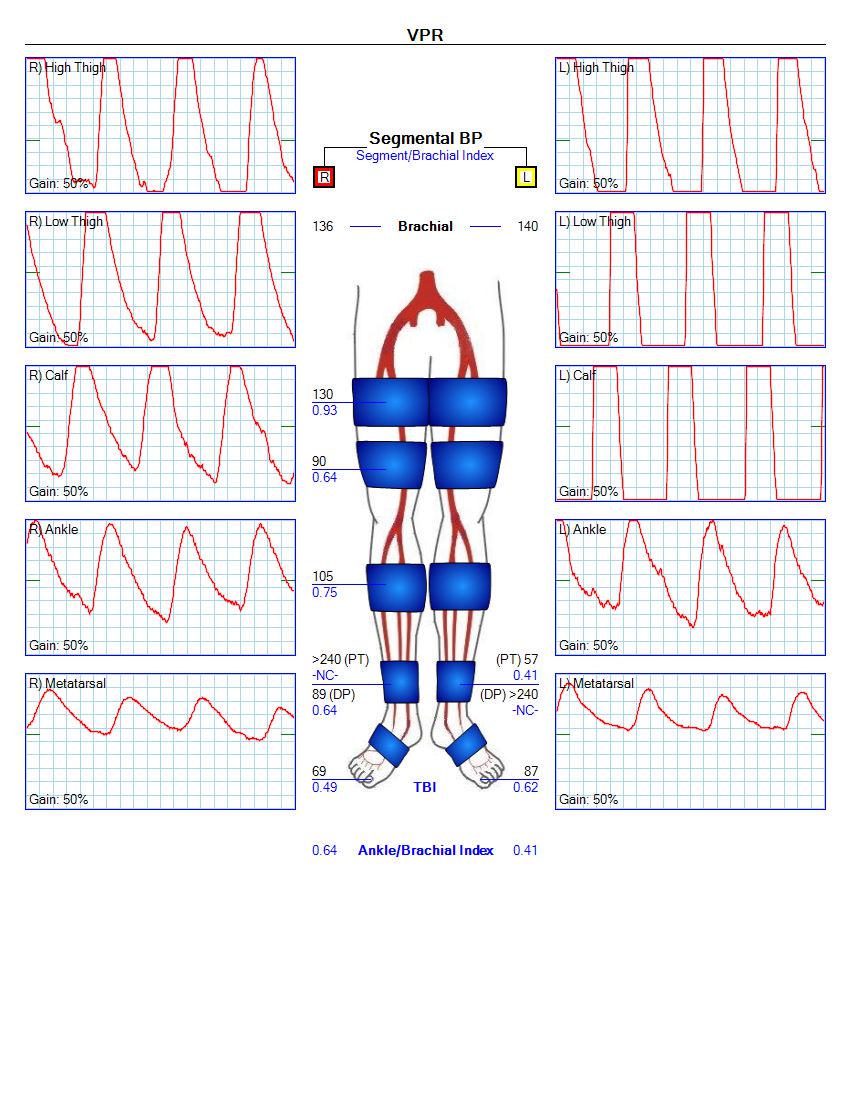 VPR
R) High Thigh
Gain: 50%
R) Low Thigh
Gain: 50%
R) Calf
Gain: 50%
R) Ankle
Gain: 50%
R) Metatarsal
Gain: 50%
Segmental BP
Segment/Brachial Index
R
L
136 Brachial 140
130
0.93
90
0.64
105
0.75
>240 (PT) (PT) 57
-NC- 0.41
89 (DP) (DP) >240
0.64 -NC-
69 87
0.49 TBI 0.62
0.64 Ankle/Brachial Index 0.41
L) High Thigh
Gain: 50%
L) Low Thigh
Gain: 50%
L) Calf
Gain: 50%
L) Ankle
Gain: 50%
L) Metatarsal
Gain: 50%